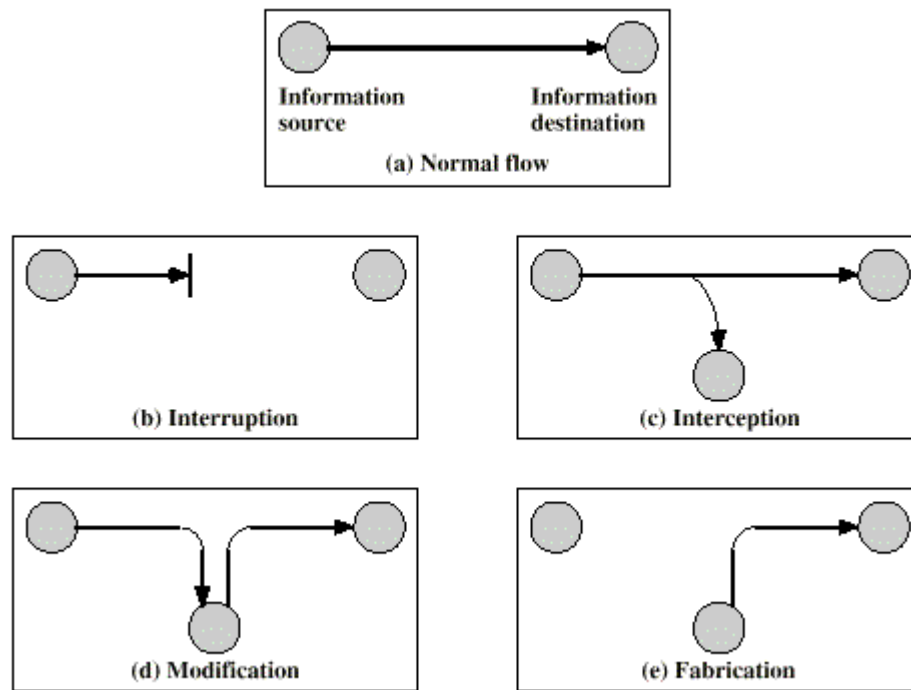 Information
source
Information
destination
(a) Normal flow
(b) Interruption
(c) Interception
(d) Modification
(e) Fabrication